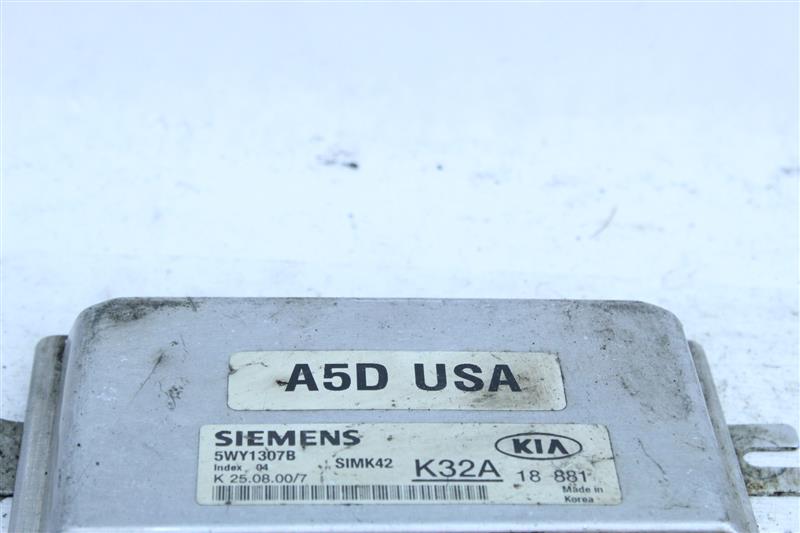 A5D USA
SIEMENS KIA
5WY1307B
Index 04 SIMK42 K32A 18 881
K 25.08.00/7 Made in
Korea